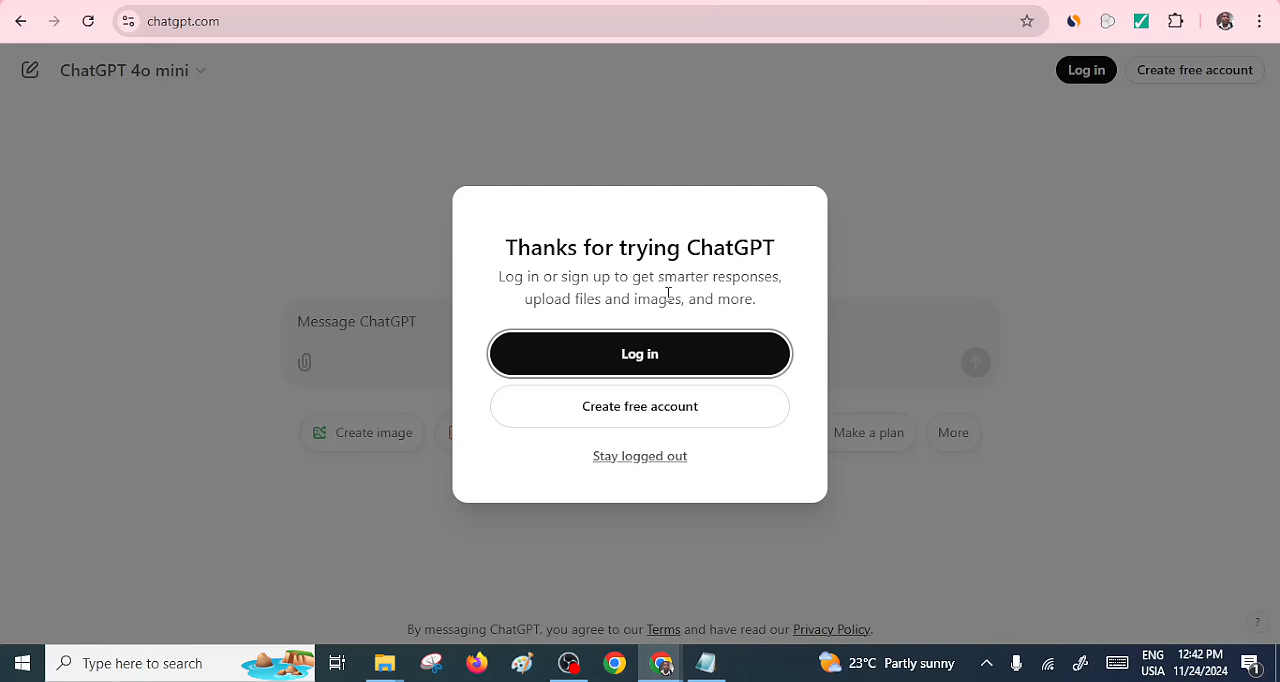 chatgpt.com
ChatGPT 4o mini
Log in
Create free account
Thanks for trying ChatGPT
Log in or sign up to get smarter responses,
upload files and images, and more.
Message ChatGPT
Log in
Create free account
Create image
Make a plan
More
Stay logged out
By messaging ChatGPT, you agree to our Terms and have read our Privacy Policy.
?
Type here to search
23°C Partly sunny
ENG
USIA
12:42 PM
11/24/2024
1